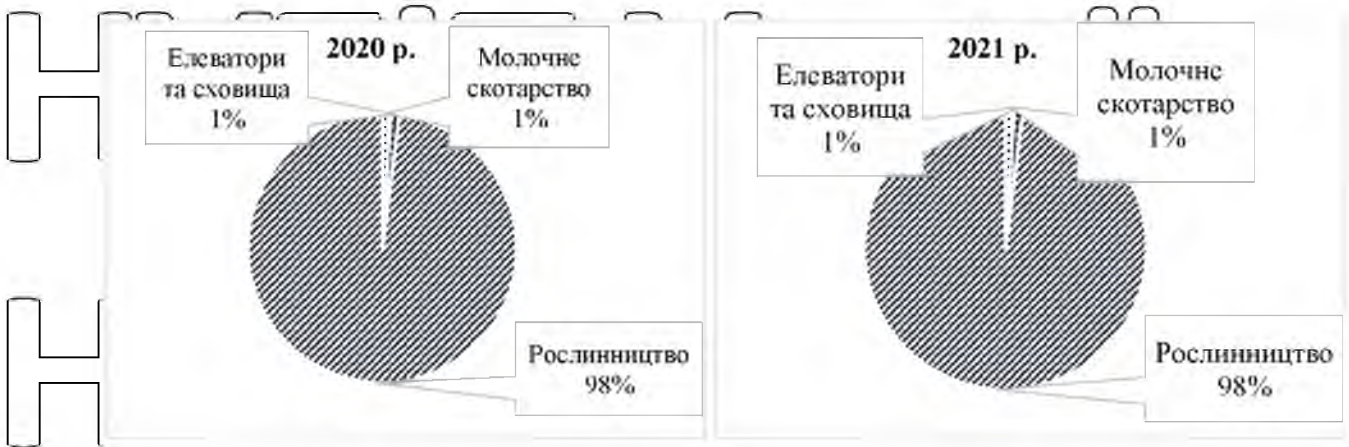 2020 р.
Елеватори
та сховища
1%
Молочне
скотарство
1%
Рослинництво
98%
2021 р.
Елеватори
та сховища
1%
Молочне
скотарство
1%
Рослинництво
98%